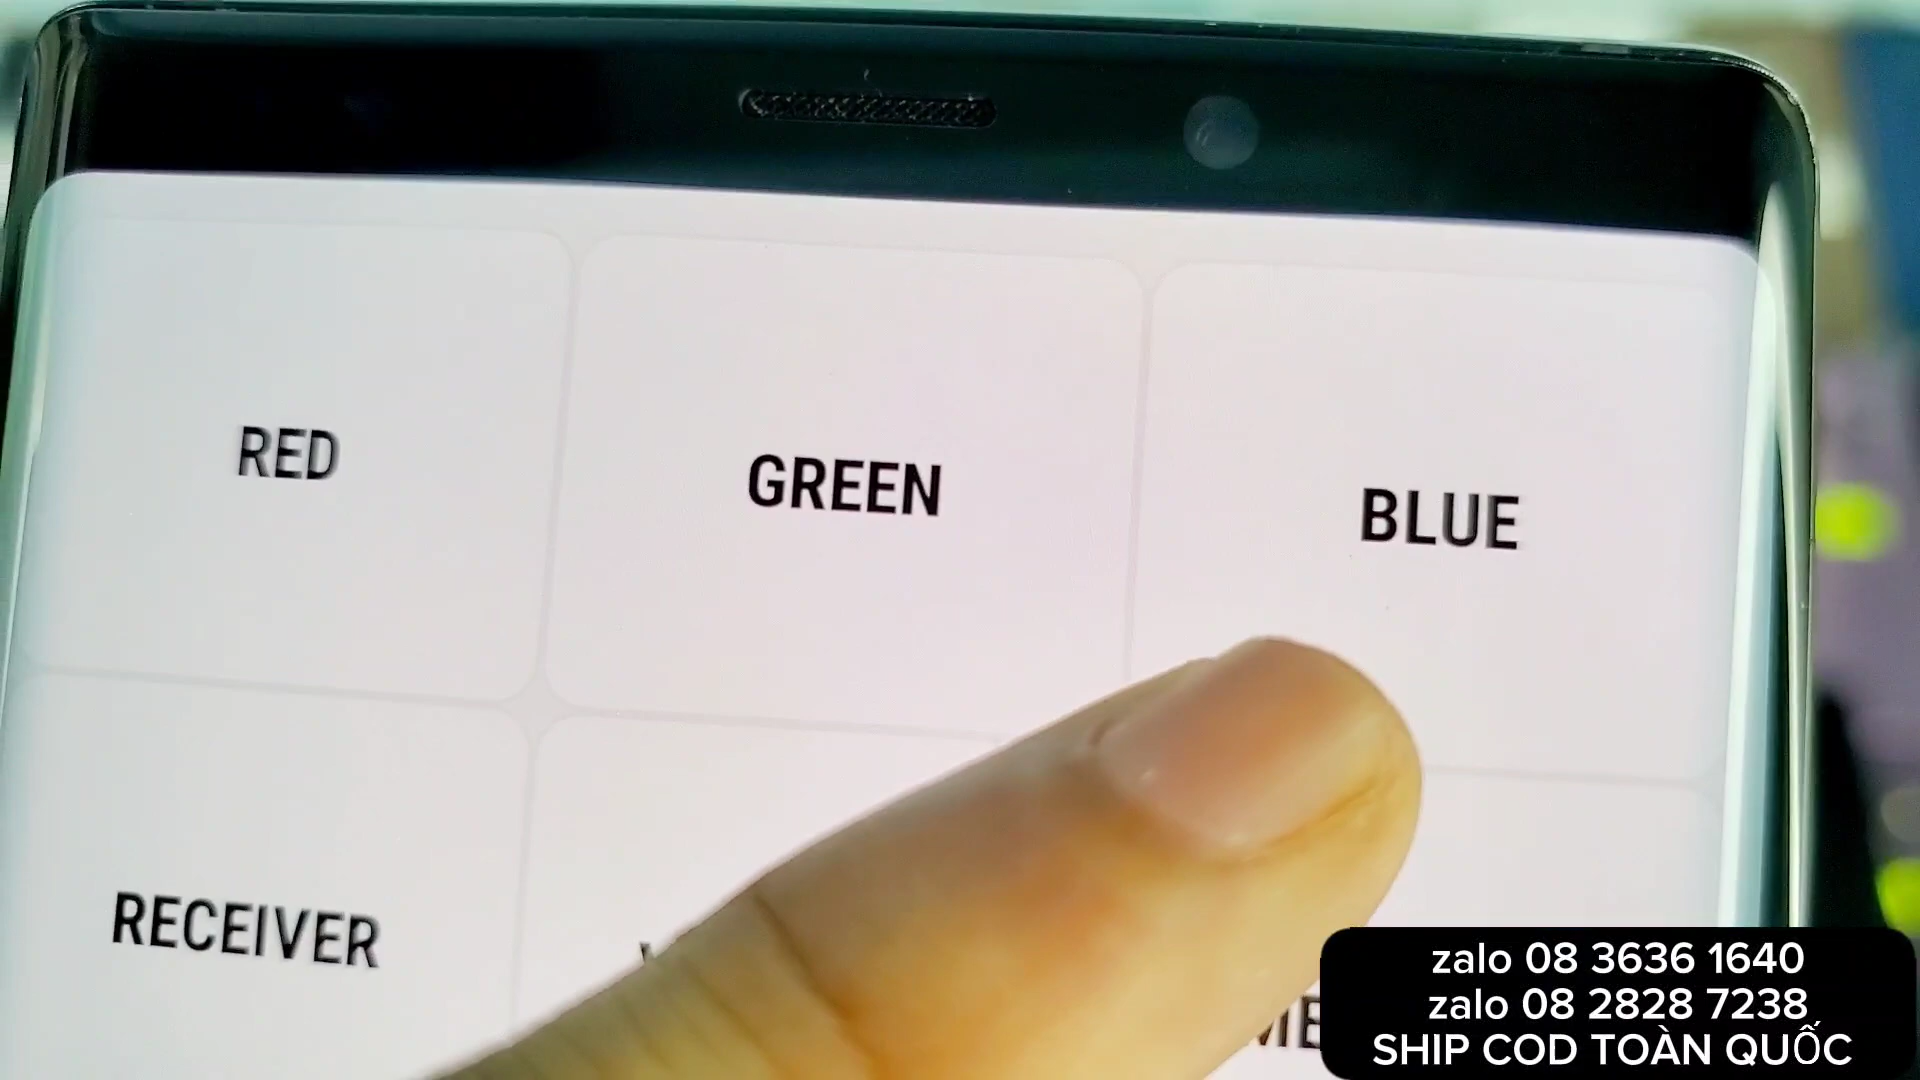 RED
GREEN
BLUE
RECEIVER
zalo 08 3636 1640
zalo 08 2828 7238
SHIP COD TOÀN QUỐC